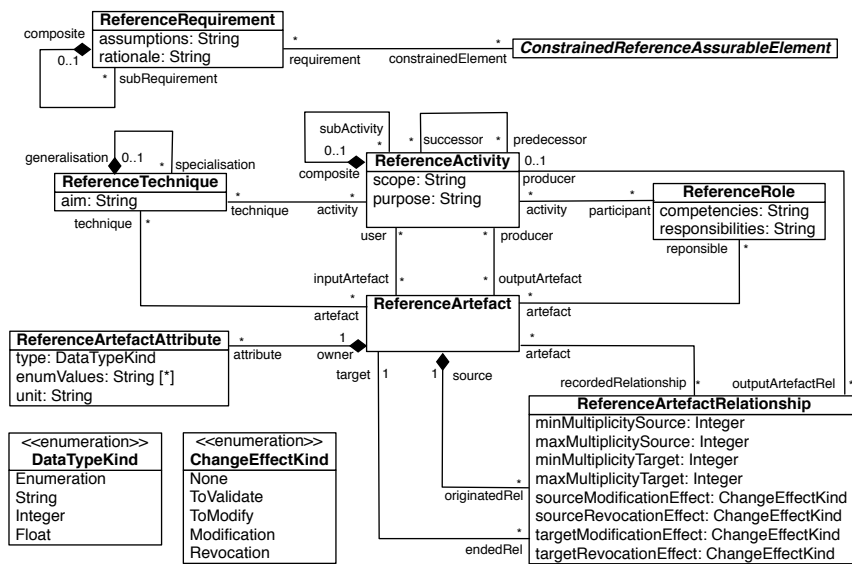 ReferenceRequirement
assumptions: String
rationale: String
composite
0..1
*
subRequirement
*
requirement
*
constrainedElement
ConstrainedReferenceAssurableElement
subActivity
*
0..1
composite
*
successor
*
predecessor
generalisation
0..1
*
specialisation
ReferenceTechnique
aim: String
technique
*
*
technique
*
activity
ReferenceActivity
scope: String
purpose: String
0..1
producer
*
activity
*
participant
ReferenceRole
competencies: String
responsibilities: String
reponsible
*
user
*
*
producer
inputArtefact
*
*
outputArtefact
*
artefact
ReferenceArtefact
*
artefact
*
artefact
ReferenceArtefactAttribute
type: DataTypeKind
enumValues: String [*]
unit: String
*
attribute
1
owner
target
1
1
source
recordedRelationship
*
outputArtefactRel
*
ReferenceArtefactRelationship
minMultiplicitySource: Integer
maxMultiplicitySource: Integer
minMultiplicityTarget: Integer
maxMultiplicityTarget: Integer
sourceModificationEffect: ChangeEffectKind
sourceRevocationEffect: ChangeEffectKind
targetModificationEffect: ChangeEffectKind
targetRevocationEffect: ChangeEffectKind
*
originatedRel
*
endedRel
<<enumeration>>
DataTypeKind
Enumeration
String
Integer
Float
<<enumeration>>
ChangeEffectKind
None
ToValidate
ToModify
Modification
Revocation